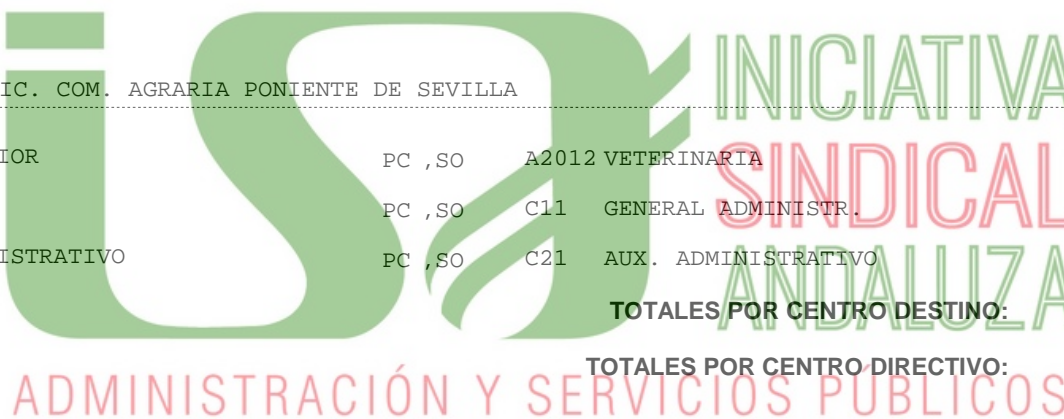 IC. COM. AGRARIA PONIENTE DE SEVILLA
IOR PC ,SO A2012 VETERINARIA
PC ,SO C11 GENERAL ADMINISTR.
ISTRATIVO PC ,SO C21 AUX. ADMINISTRATIVO
TOTALES POR CENTRO DESTINO:
TOTALES POR CENTRO DIRECTIVO:
isa
INICIATIVA
SINDICAL
ANDALUZA
ADMINISTRACIÓN Y SERVICIOS PÚBLICOS